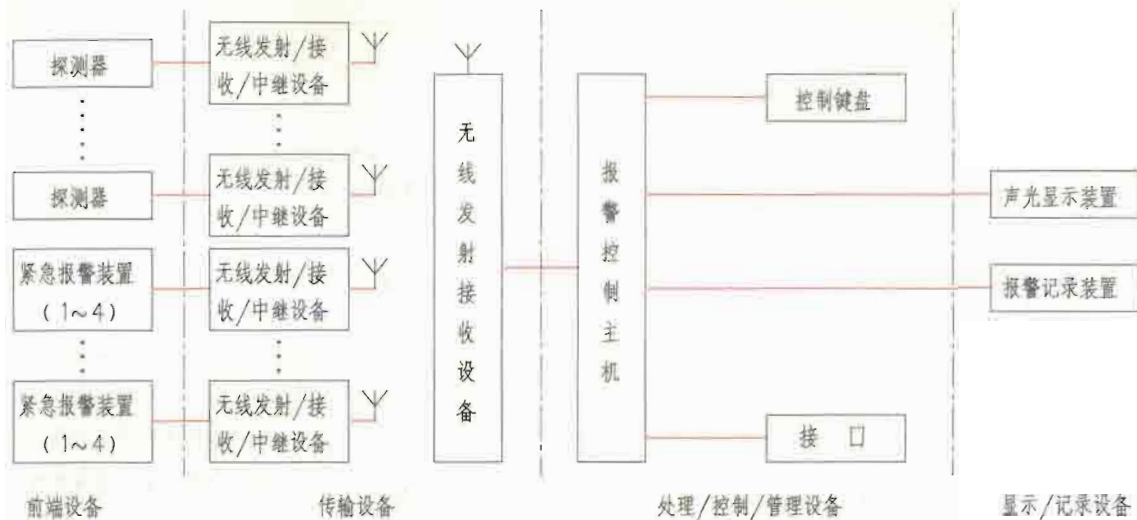 探测器
无线发射/接
收/中继设备
控制键盘
探测器
无线发射/接
收/中继设备
声光显示装置
紧急报警装置
(1~4)
无线发射/接
收/中继设备
报警记录装置
紧急报警装置
(1~4)
无线发射/接
收/中继设备
无线发射接收设备
报警控制主机
接 口
前端设备
传输设备
处理/控制/管理设备
显示/记录设备